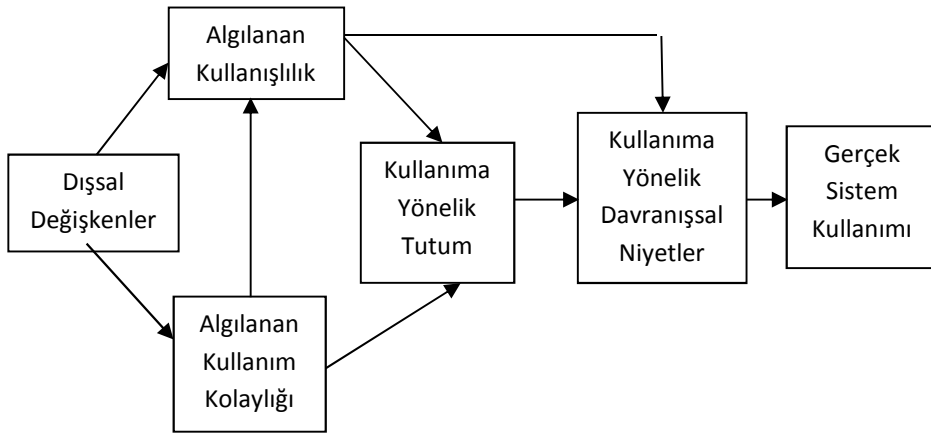 Algılanan
Kullanışlılık
Dışsal
Değişkenler
Algılanan
Kullanım
Kolaylığı
Kullanıma
Yönelik
Tutum
Kullanıma
Yönelik
Davranışsal
Niyetler
Gerçek
Sistem
Kullanımı